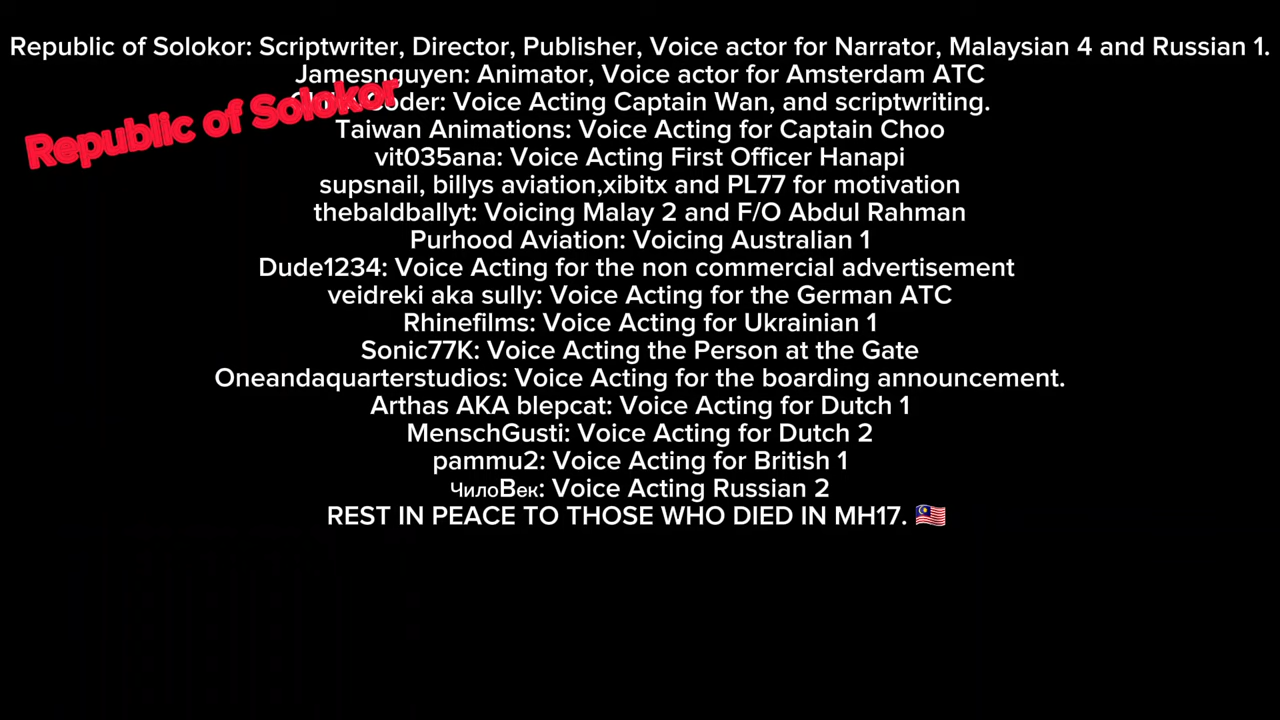 Republic of Solokor: Scriptwriter, Director, Publisher, Voice actor for Narrator, Malaysian 4 and Russian 1.
Jamesnguyen: Animator, Voice actor for Amsterdam ATC
Coder: Voice Acting Captain Wan, and scriptwriting.
Republic of Solokor
Taiwan Animations: Voice Acting for Captain Choo
vit035ana: Voice Acting First Officer Hanapi
supsnail, billys aviation,xibitx and PL77 for motivation
thebaldballyt: Voicing Malay 2 and F/O Abdul Rahman
Purhood Aviation: Voicing Australian 1
Dude1234: Voice Acting for the non commercial advertisement
veidreki aka sully: Voice Acting for the German ATC
Rhinefilms: Voice Acting for Ukrainian 1
Sonic77K: Voice Acting the Person at the Gate
Oneandaquarterstudios: Voice Acting for the boarding announcement.
Arthas AKA blepcat: Voice Acting for Dutch 1
MenschGusti: Voice Acting for Dutch 2
pammu2: Voice Acting for British 1
ЧилоВек: Voice Acting Russian 2
REST IN PEACE TO THOSE WHO DIED IN MH17. 🇲🇾